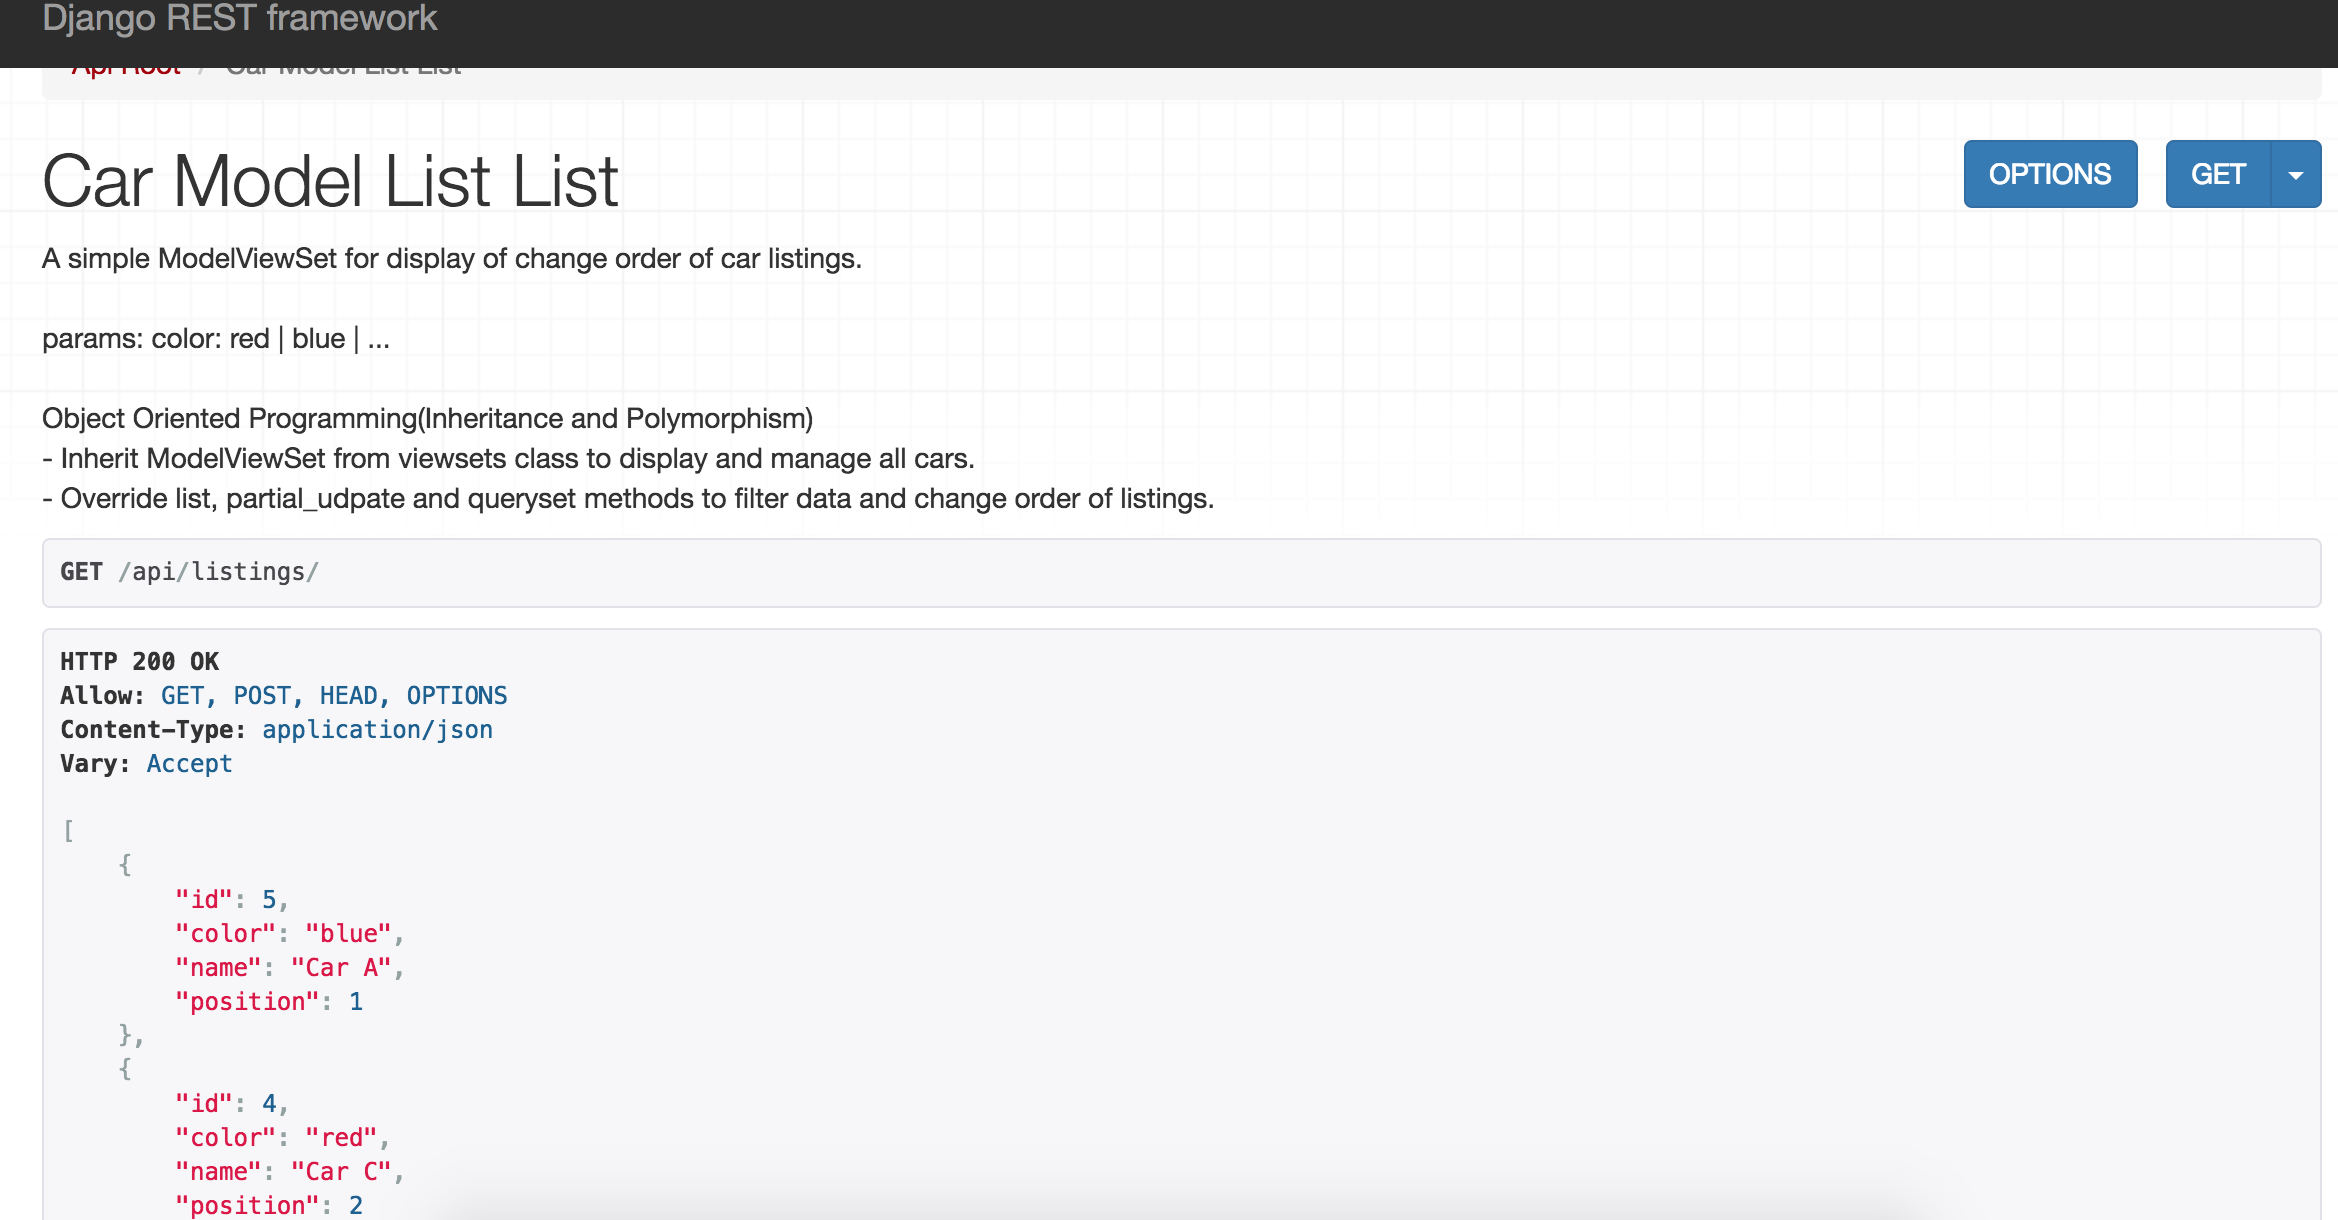 Django REST framework
Api Root / Car Model List List
Car Model List List
OPTIONS
GET
A simple ModelViewSet for display of change order of car listings.
params: color: red | blue | ...
Object Oriented Programming(Inheritance and Polymorphism)
- Inherit ModelViewSet from viewsets class to display and manage all cars.
- Override list, partial_udpate and queryset methods to filter data and change order of listings.
GET /api/listings/
HTTP 200 OK
Allow: GET, POST, HEAD, OPTIONS
Content-Type: application/json
Vary: Accept
[
{
"id": 5,
"color": "blue",
"name": "Car A",
"position": 1
},
{
"id": 4,
"color": "red",
"name": "Car C",
"position": 2